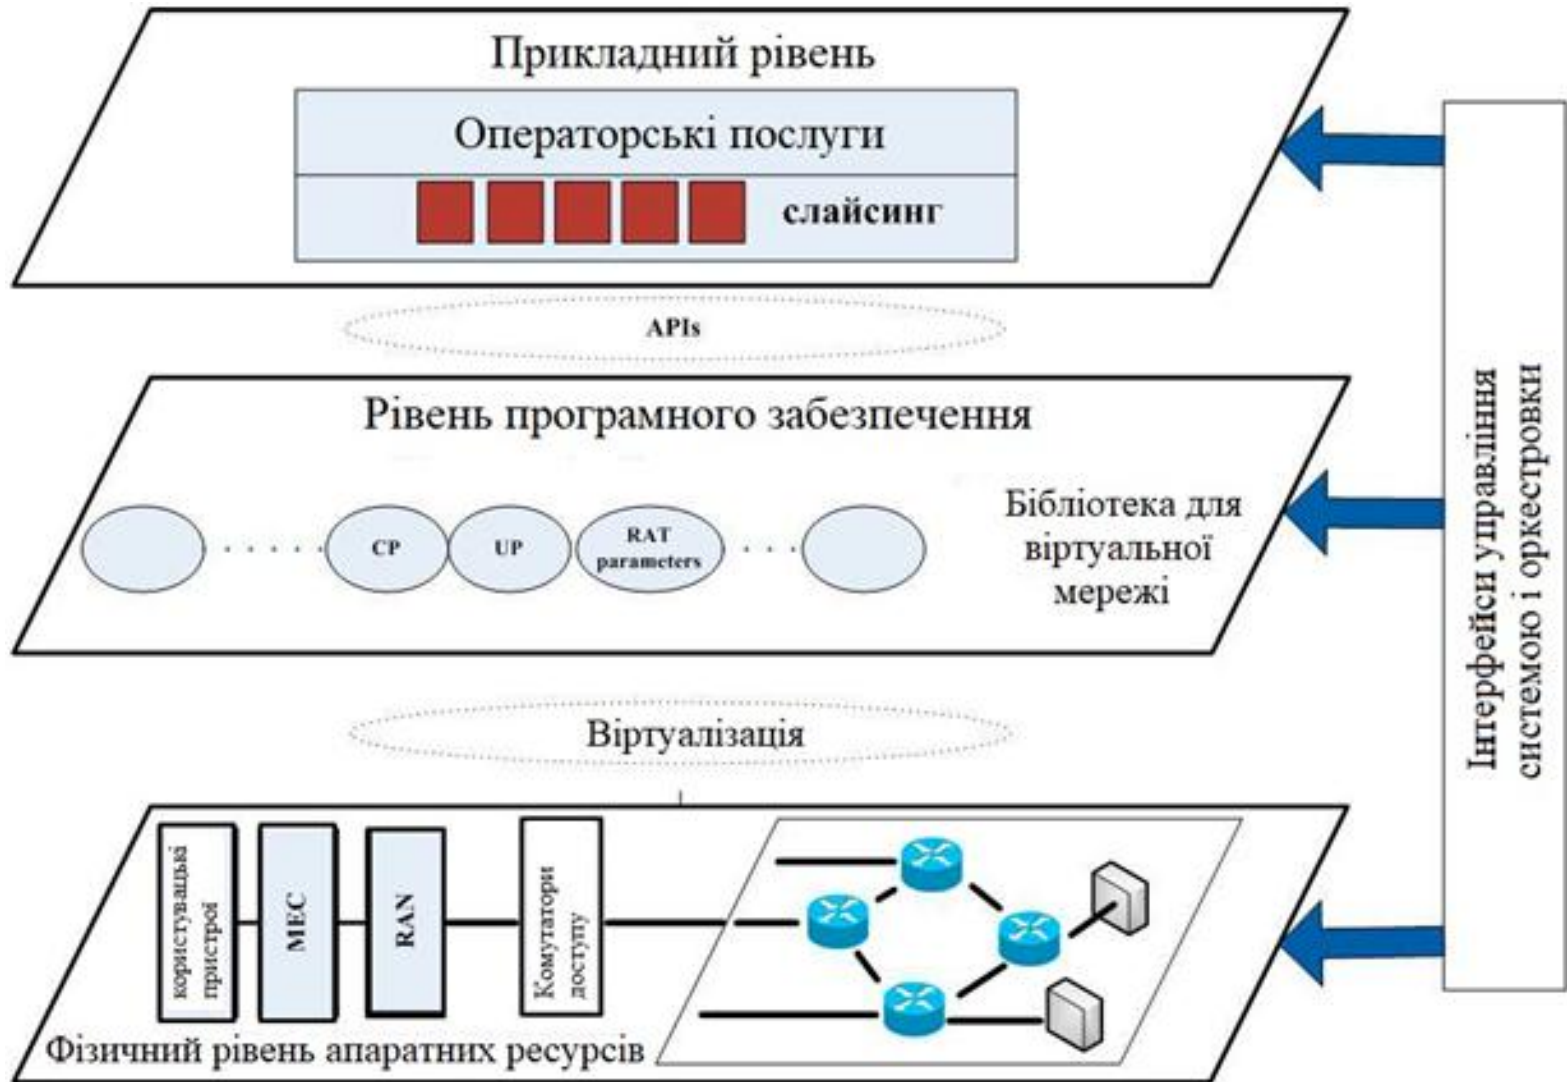 Прикладний рівень
Операторські послуги
слайсинг
APIs
Рівень програмного забезпечення
CP
UP
RAT
parameters
Бібліотека для
віртуальної
мережі
Віртуалізація
користувацькі
пристрої
MEC
RAN
Комутатори
доступу
Фізичний рівень апаратних ресурсів
Інтерфейси управління
системою і оркестровки